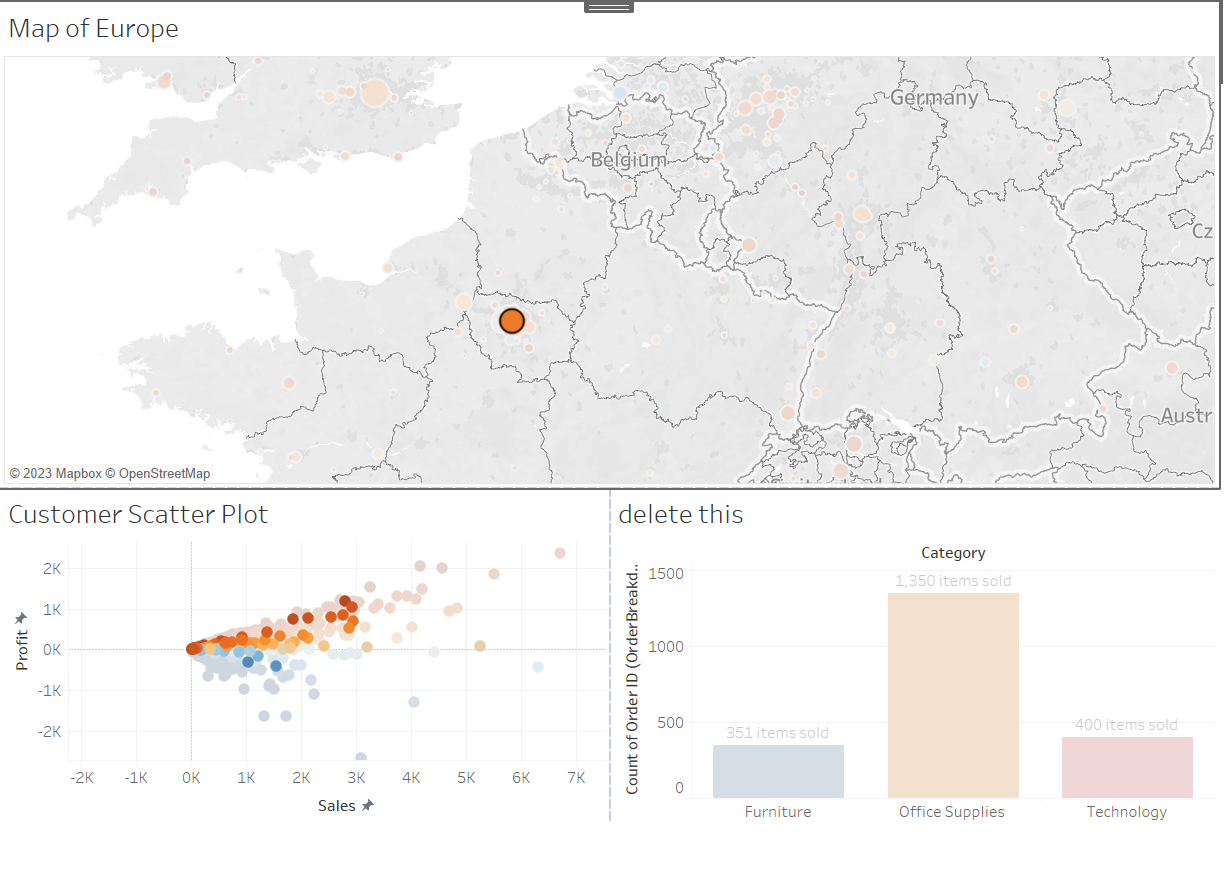 Map of Europe
Germany
Belgium
Cz
Austr
© 2023 Mapbox © OpenStreetMap
Customer Scatter Plot
Profit
2K
1K
0K
-1K
-2K
-2K -1K 0K 1K 2K 3K 4K 5K 6K 7K
Sales
delete this
Category
Count of Order ID (OrderBreakd..
1500
1000
500
0
351 items sold
1,350 items sold
400 items sold
Furniture Office Supplies Technology